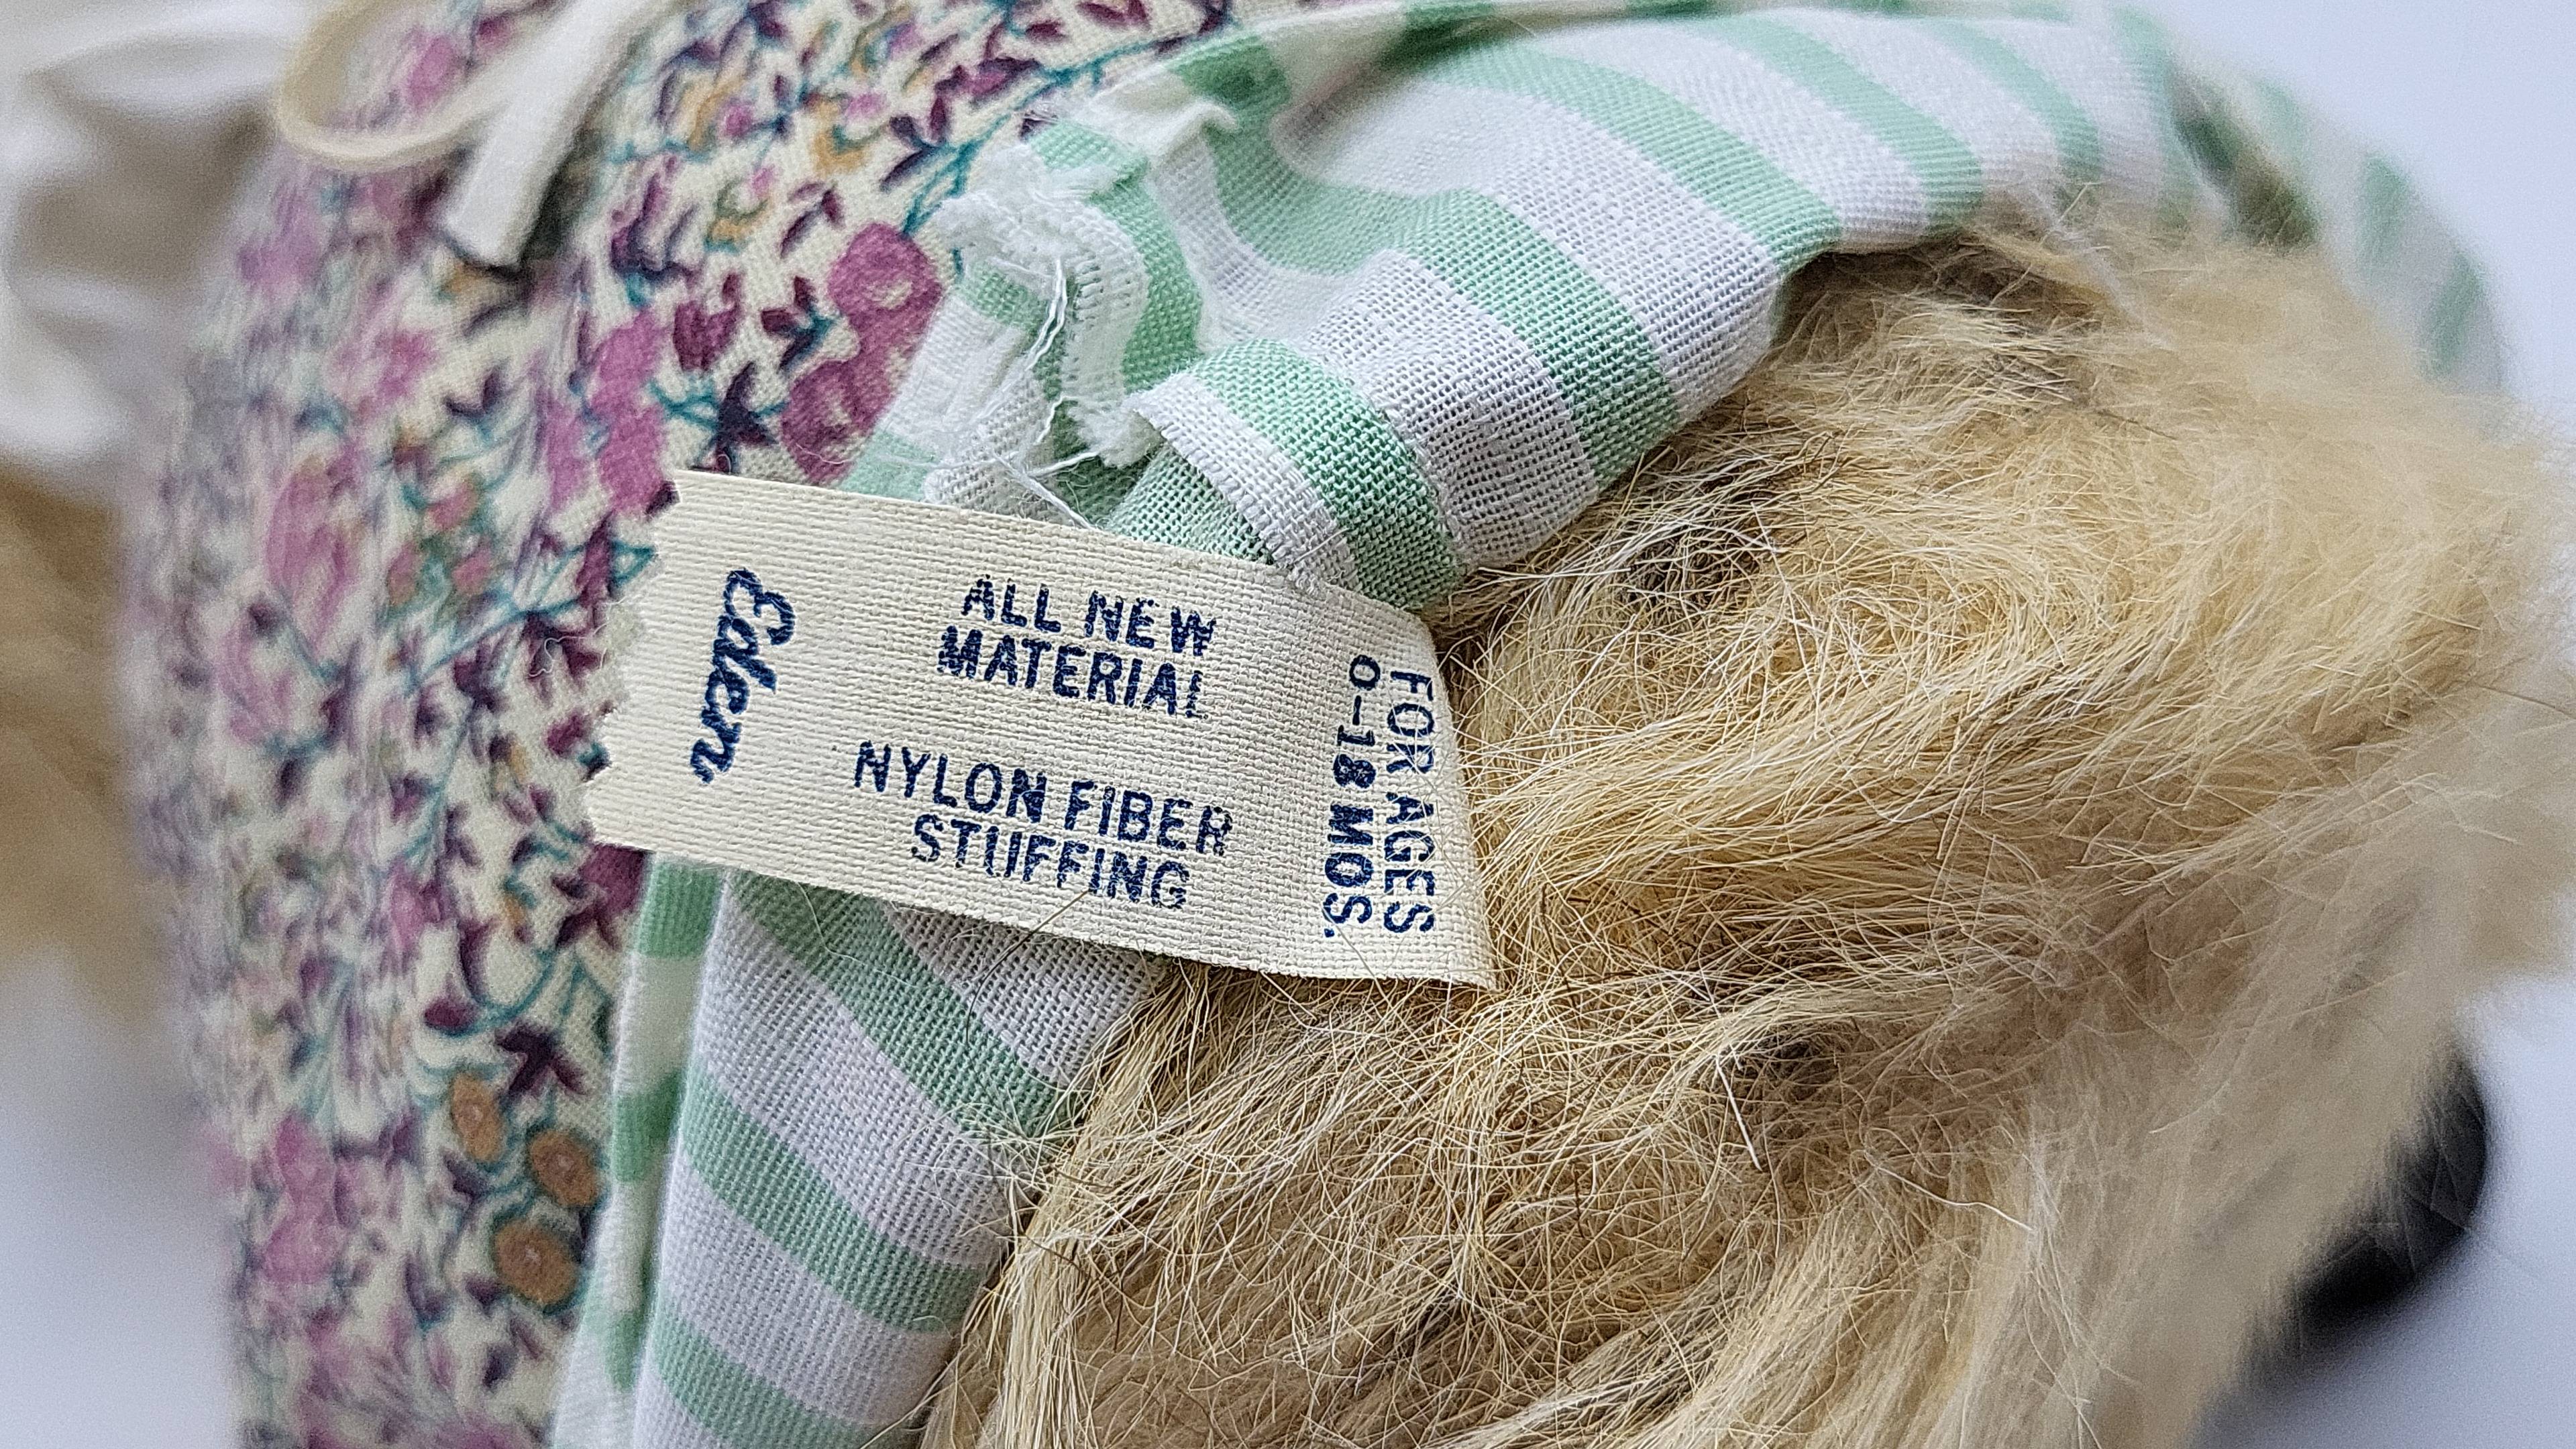 Eden
ALL NEW
MATERIAL
NYLON FIBER
STUFFING
FOR AGES
0-18 MOS.